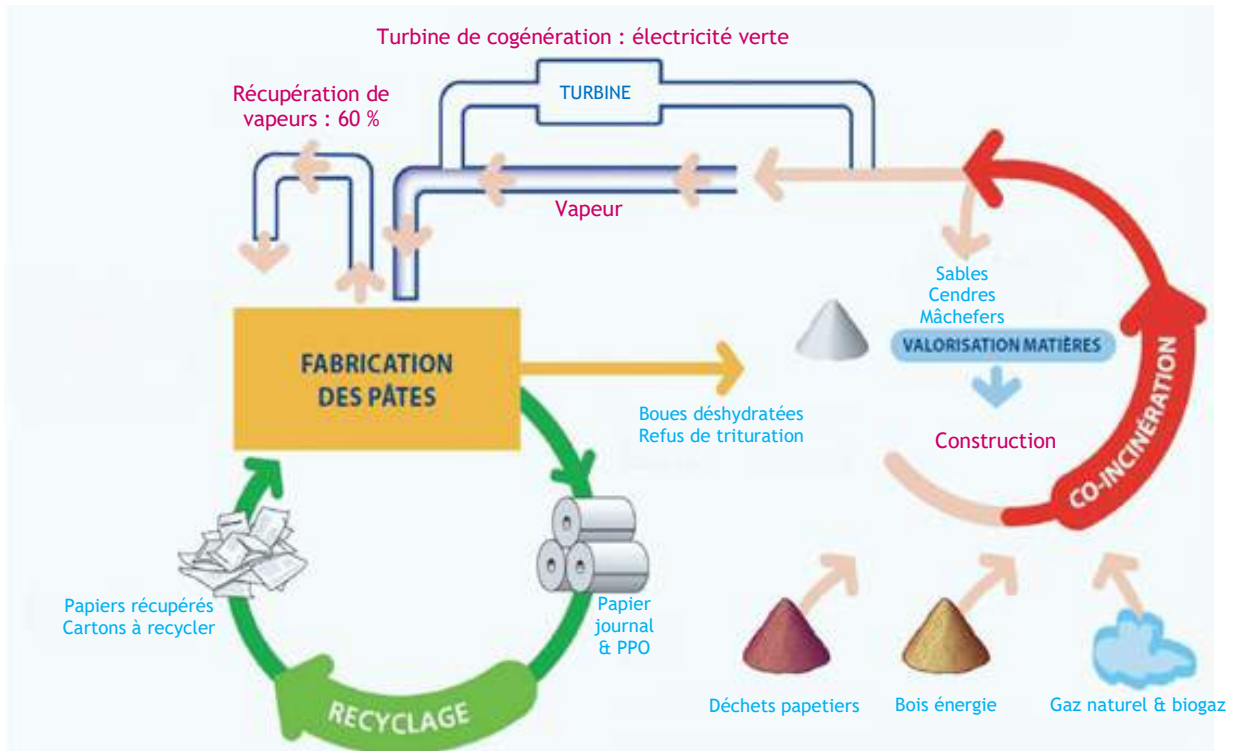 Turbine de cogénération : électricité verte
TURBINE
Récupération de
vapeurs : 60 %
Vapeur
Sables
Cendres
Mâchefers
VALORISATION MATIÈRES
FABRICATION
DES PÂTES
Boues déshydratées
Refus de trituration
Construction
CO-INCINÉRATION
Papiers récupérés
Cartons à recycler
Papier
journal
& PPO
RECYCLAGE
Déchets papetiers
Bois énergie
Gaz naturel & biogaz